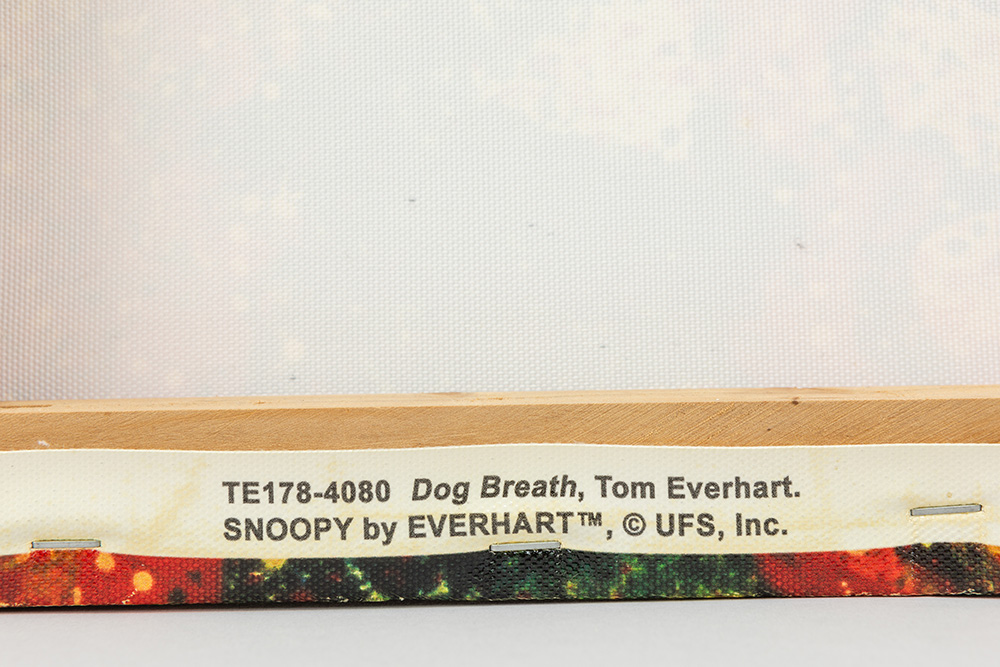 TE178-4080 Dog Breath, Tom Everhart.
SNOOPY by EVERHART™, © UFS, Inc.